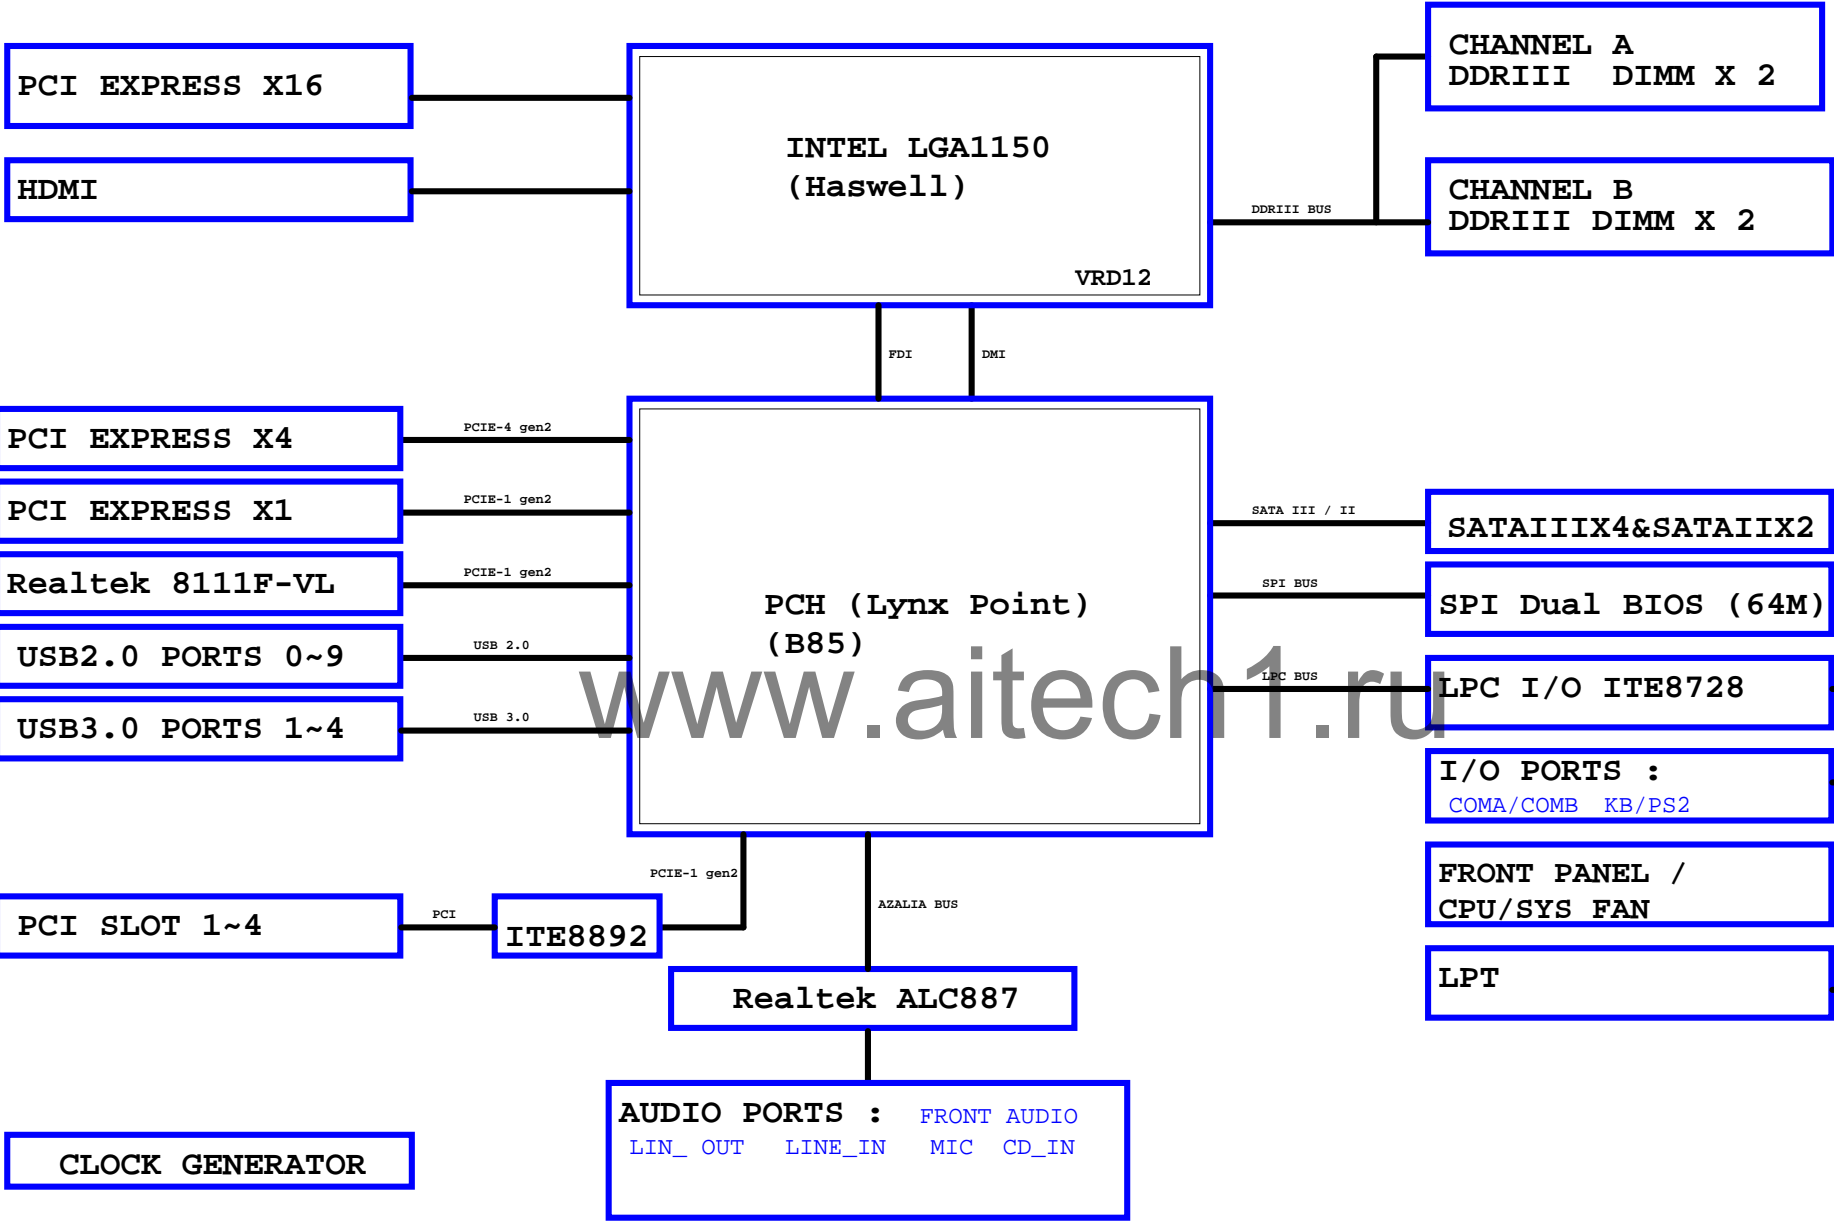 PCI EXPRESS X16
HDMI
INTEL LGA1150
(Haswell)
VRD12
CHANNEL A
DDRIII DIMM X 2
DDRIII BUS
CHANNEL B
DDRIII DIMM X 2
FDI
DMI
PCI EXPRESS X4
PCIE-4 gen2
PCI EXPRESS X1
PCIE-1 gen2
Realtek 8111F-VL
PCIE-1 gen2
USB2.0 PORTS 0~9
USB 2.0
USB3.0 PORTS 1~4
USB 3.0
PCH (Lynx Point)
(B85)
www.aitech1.ru
SATA III / II
SATAIIIX4&SATAIIX2
SPI BUS
SPI Dual BIOS (64M)
LPC BUS
LPC I/O ITE8728
I/O PORTS :
COMA/COMB KB/PS2
FRONT PANEL /
CPU/SYS FAN
LPT
PCI SLOT 1~4
PCI
ITE8892
PCIE-1 gen2
AZALIA BUS
Realtek ALC887
AUDIO PORTS : FRONT AUDIO
LIN_ OUT LINE_IN MIC CD_IN
CLOCK GENERATOR